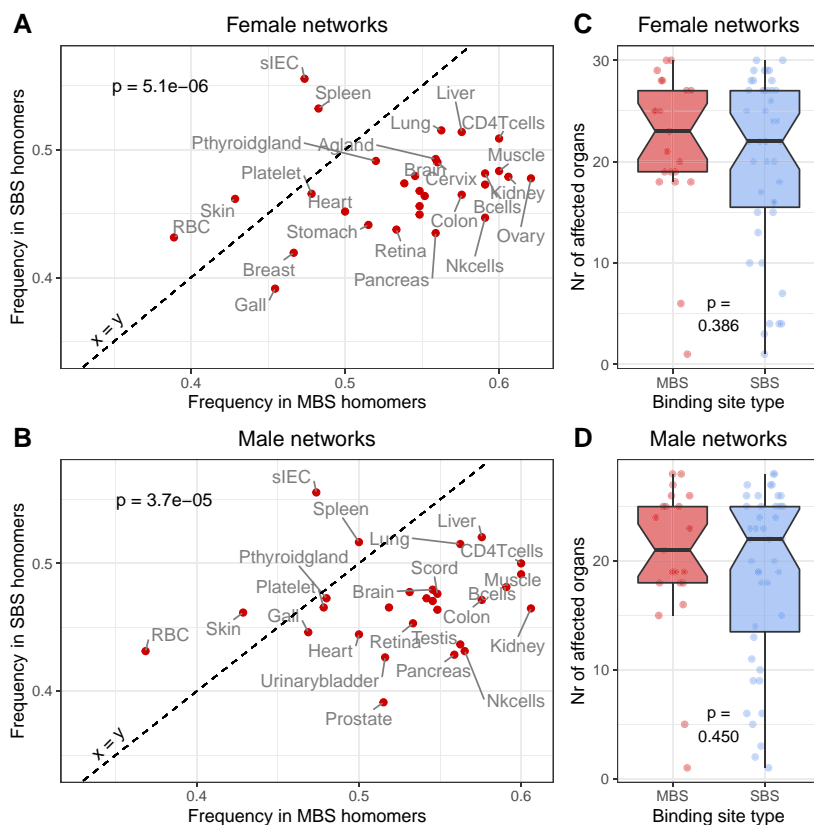 A
Female networks
p = 5.1e−06
sIEC
Spleen
Liver
Lung
CD4Tcells
Pthyroidgland
Adgland
Muscle
Platelet
Brain
Cervix
Kidney
Skin
Heart
Bcells
RBC
Stomach
Colon
Ovary
Retina
Breast
Pancreas
Nkcells
Gall
x = y
0.5
0.4
0.4
0.5
0.6
Frequency in SBS homomers
Frequency in MBS homomers
C
Female networks
30
20
10
0
p =
0.386
MBS
SBS
Nr of affected organs
Binding site type
B
Male networks
p = 3.7e−05
sIEC
Spleen
Liver
Lung
CD4Tcells
Pthyroidgland
Scord
Platelet
Brain
Muscle
Bcells
Skin
Gall
Colon
RBC
Heart
Retina
Testis
Kidney
Pancreas
Urinarybladder
Nkcells
Prostate
x = y
0.5
0.4
0.4
0.5
0.6
Frequency in SBS homomers
Frequency in MBS homomers
D
Male networks
20
10
0
p =
0.450
MBS
SBS
Nr of affected organs
Binding site type